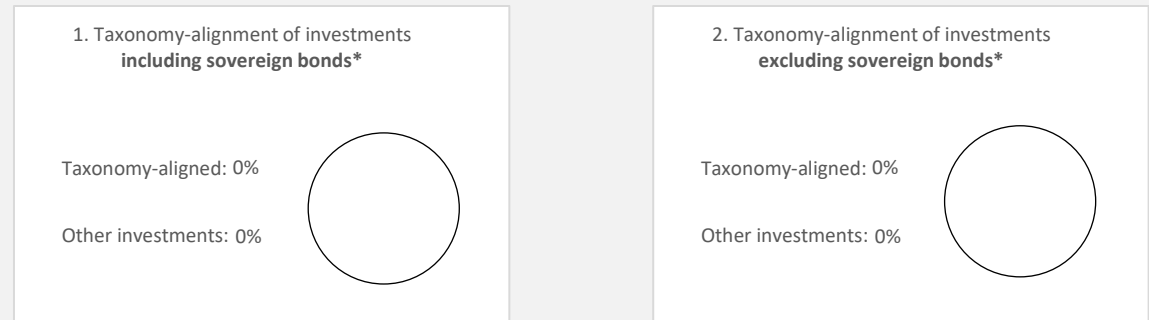 1. Taxonomy-alignment of investments
including sovereign bonds*
Taxonomy-aligned: 0%
Other investments: 0%
2. Taxonomy-alignment of investments
excluding sovereign bonds*
Taxonomy-aligned: 0%
Other investments: 0%